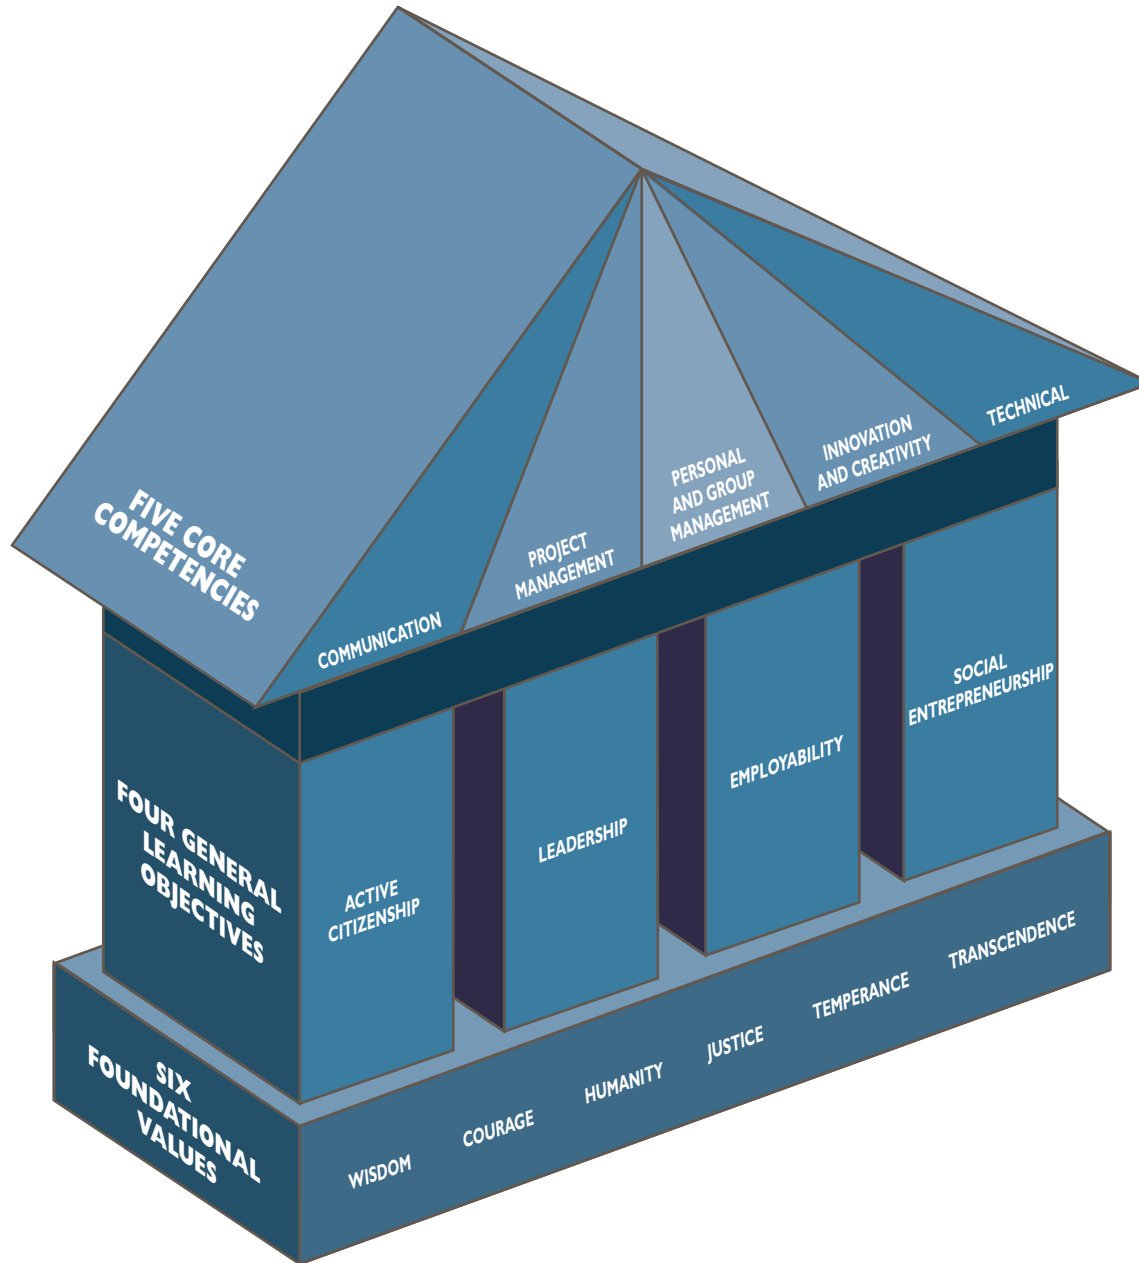 FIVE CORE
COMPETENCIES
COMMUNICATION
PROJECT
MANAGEMENT
PERSONAL
AND GROUP
MANAGEMENT
INNOVATION
AND CREATIVITY
TECHNICAL
FOUR GENERAL
LEARNING
OBJECTIVES
ACTIVE
CITIZENSHIP
LEADERSHIP
EMPLOYABILITY
SOCIAL
ENTREPRENEURSHIP
SIX
FOUNDATIONAL
VALUES
WISDOM
COURAGE
HUMANITY
JUSTICE
TEMPERANCE
TRANSCENDENCE